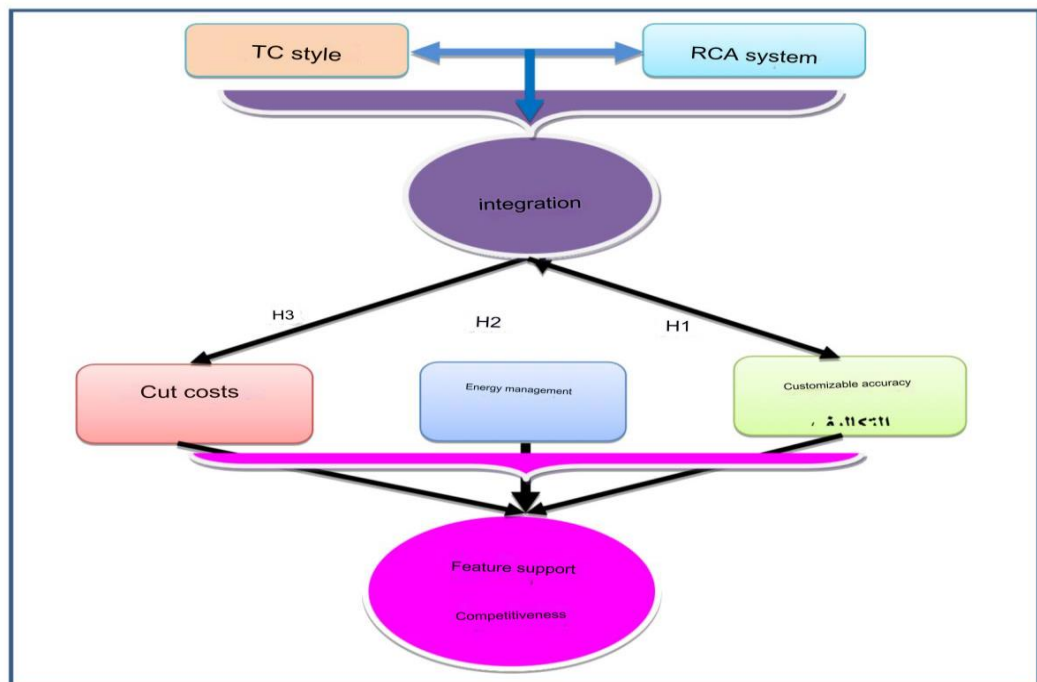 TC style
RCA system
integration
H3
H2
H1
Cut costs
Energy management
Customizable accuracy
Feature support
Competitiveness